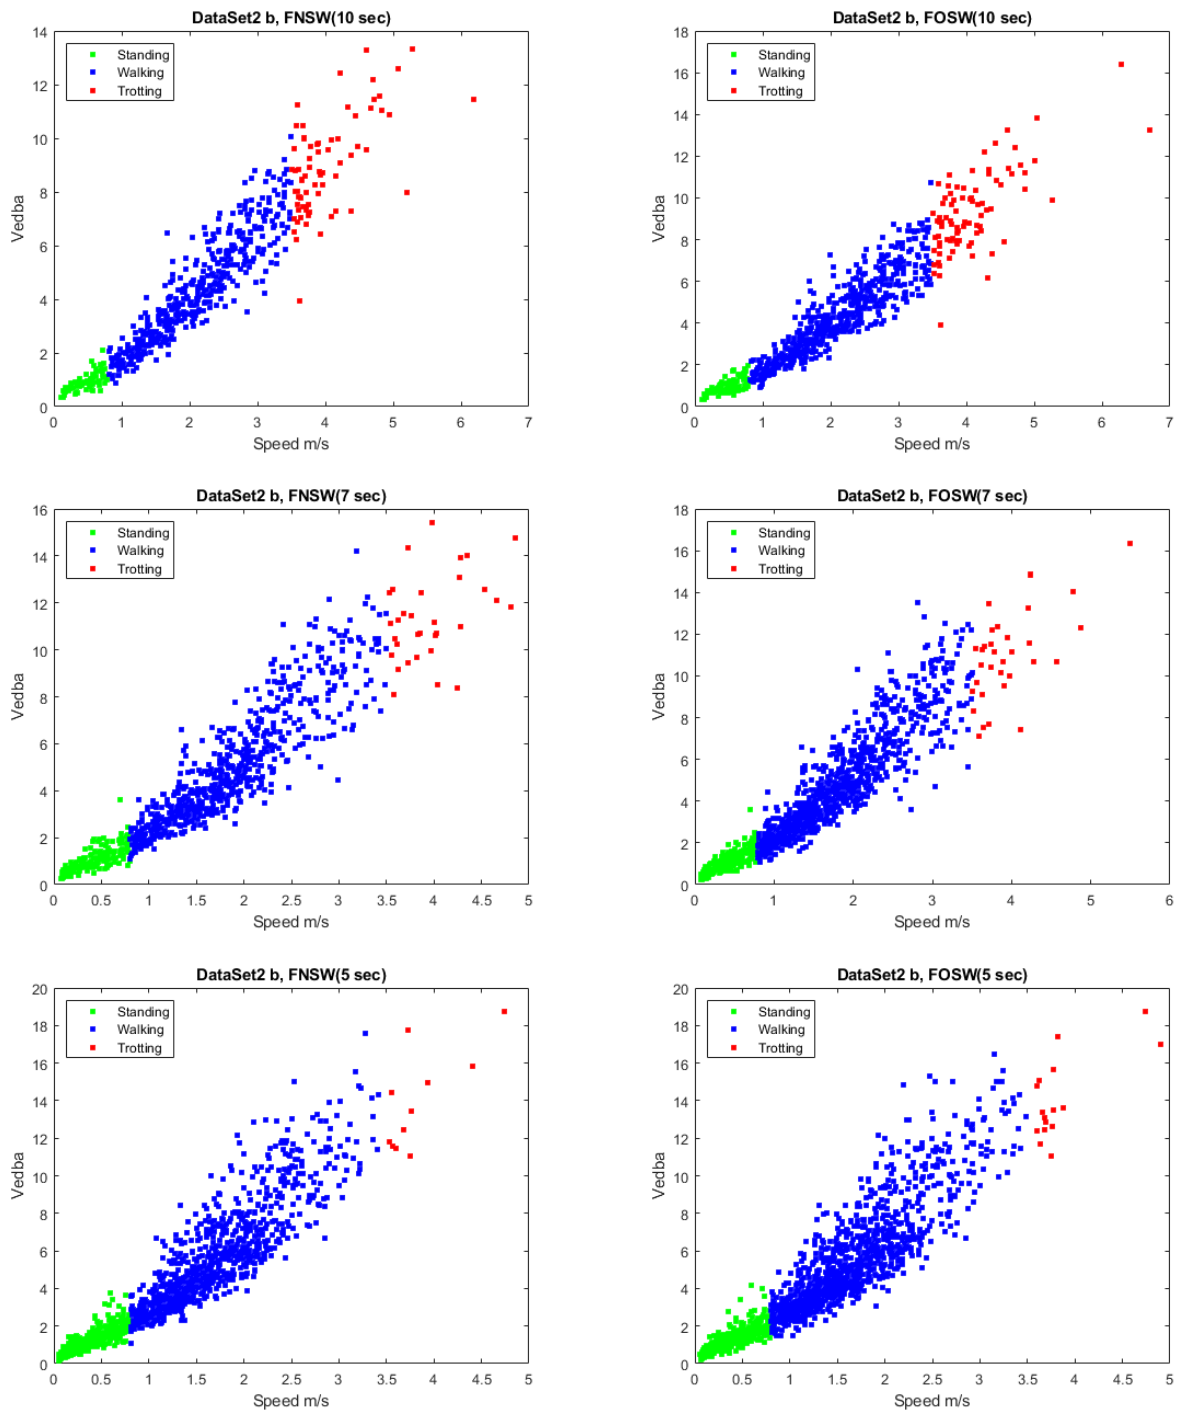 DataSet2 b, FNSW(10 sec)
14
12
10
8
6
4
2
0
Vedba
Standing
Walking
Trotting
0 1 2 3 4 5 6 7
Speed m/s
DataSet2 b, FOSW(10 sec)
18
16
14
12
10
8
6
4
2
0
Vedba
Standing
Walking
Trotting
0 1 2 3 4 5 6 7
Speed m/s
DataSet2 b, FNSW(7 sec)
16
14
12
10
8
6
4
2
0
Vedba
Standing
Walking
Trotting
0 0.5 1 1.5 2 2.5 3 3.5 4 4.5 5
Speed m/s
DataSet2 b, FOSW(7 sec)
18
16
14
12
10
8
6
4
2
0
Vedba
Standing
Walking
Trotting
0 1 2 3 4 5 6
Speed m/s
DataSet2 b, FNSW(5 sec)
20
18
16
14
12
10
8
6
4
2
0
Vedba
Standing
Walking
Trotting
0 0.5 1 1.5 2 2.5 3 3.5 4 4.5 5
Speed m/s
DataSet2 b, FOSW(5 sec)
20
18
16
14
12
10
8
6
4
2
0
Vedba
Standing
Walking
Trotting
0 0.5 1 1.5 2 2.5 3 3.5 4 4.5 5
Speed m/s